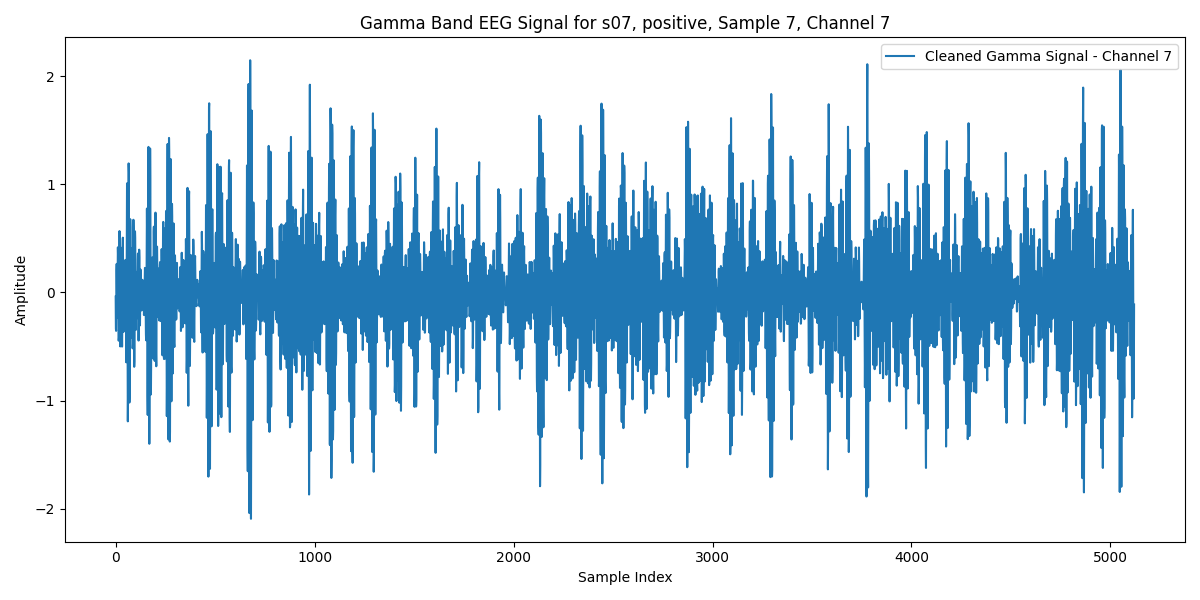 Gamma Band EEG Signal for s07, positive, Sample 7, Channel 7
Cleaned Gamma Signal - Channel 7
Amplitude
2
1
0
−1
−2
0 1000 2000 3000 4000 5000
Sample Index